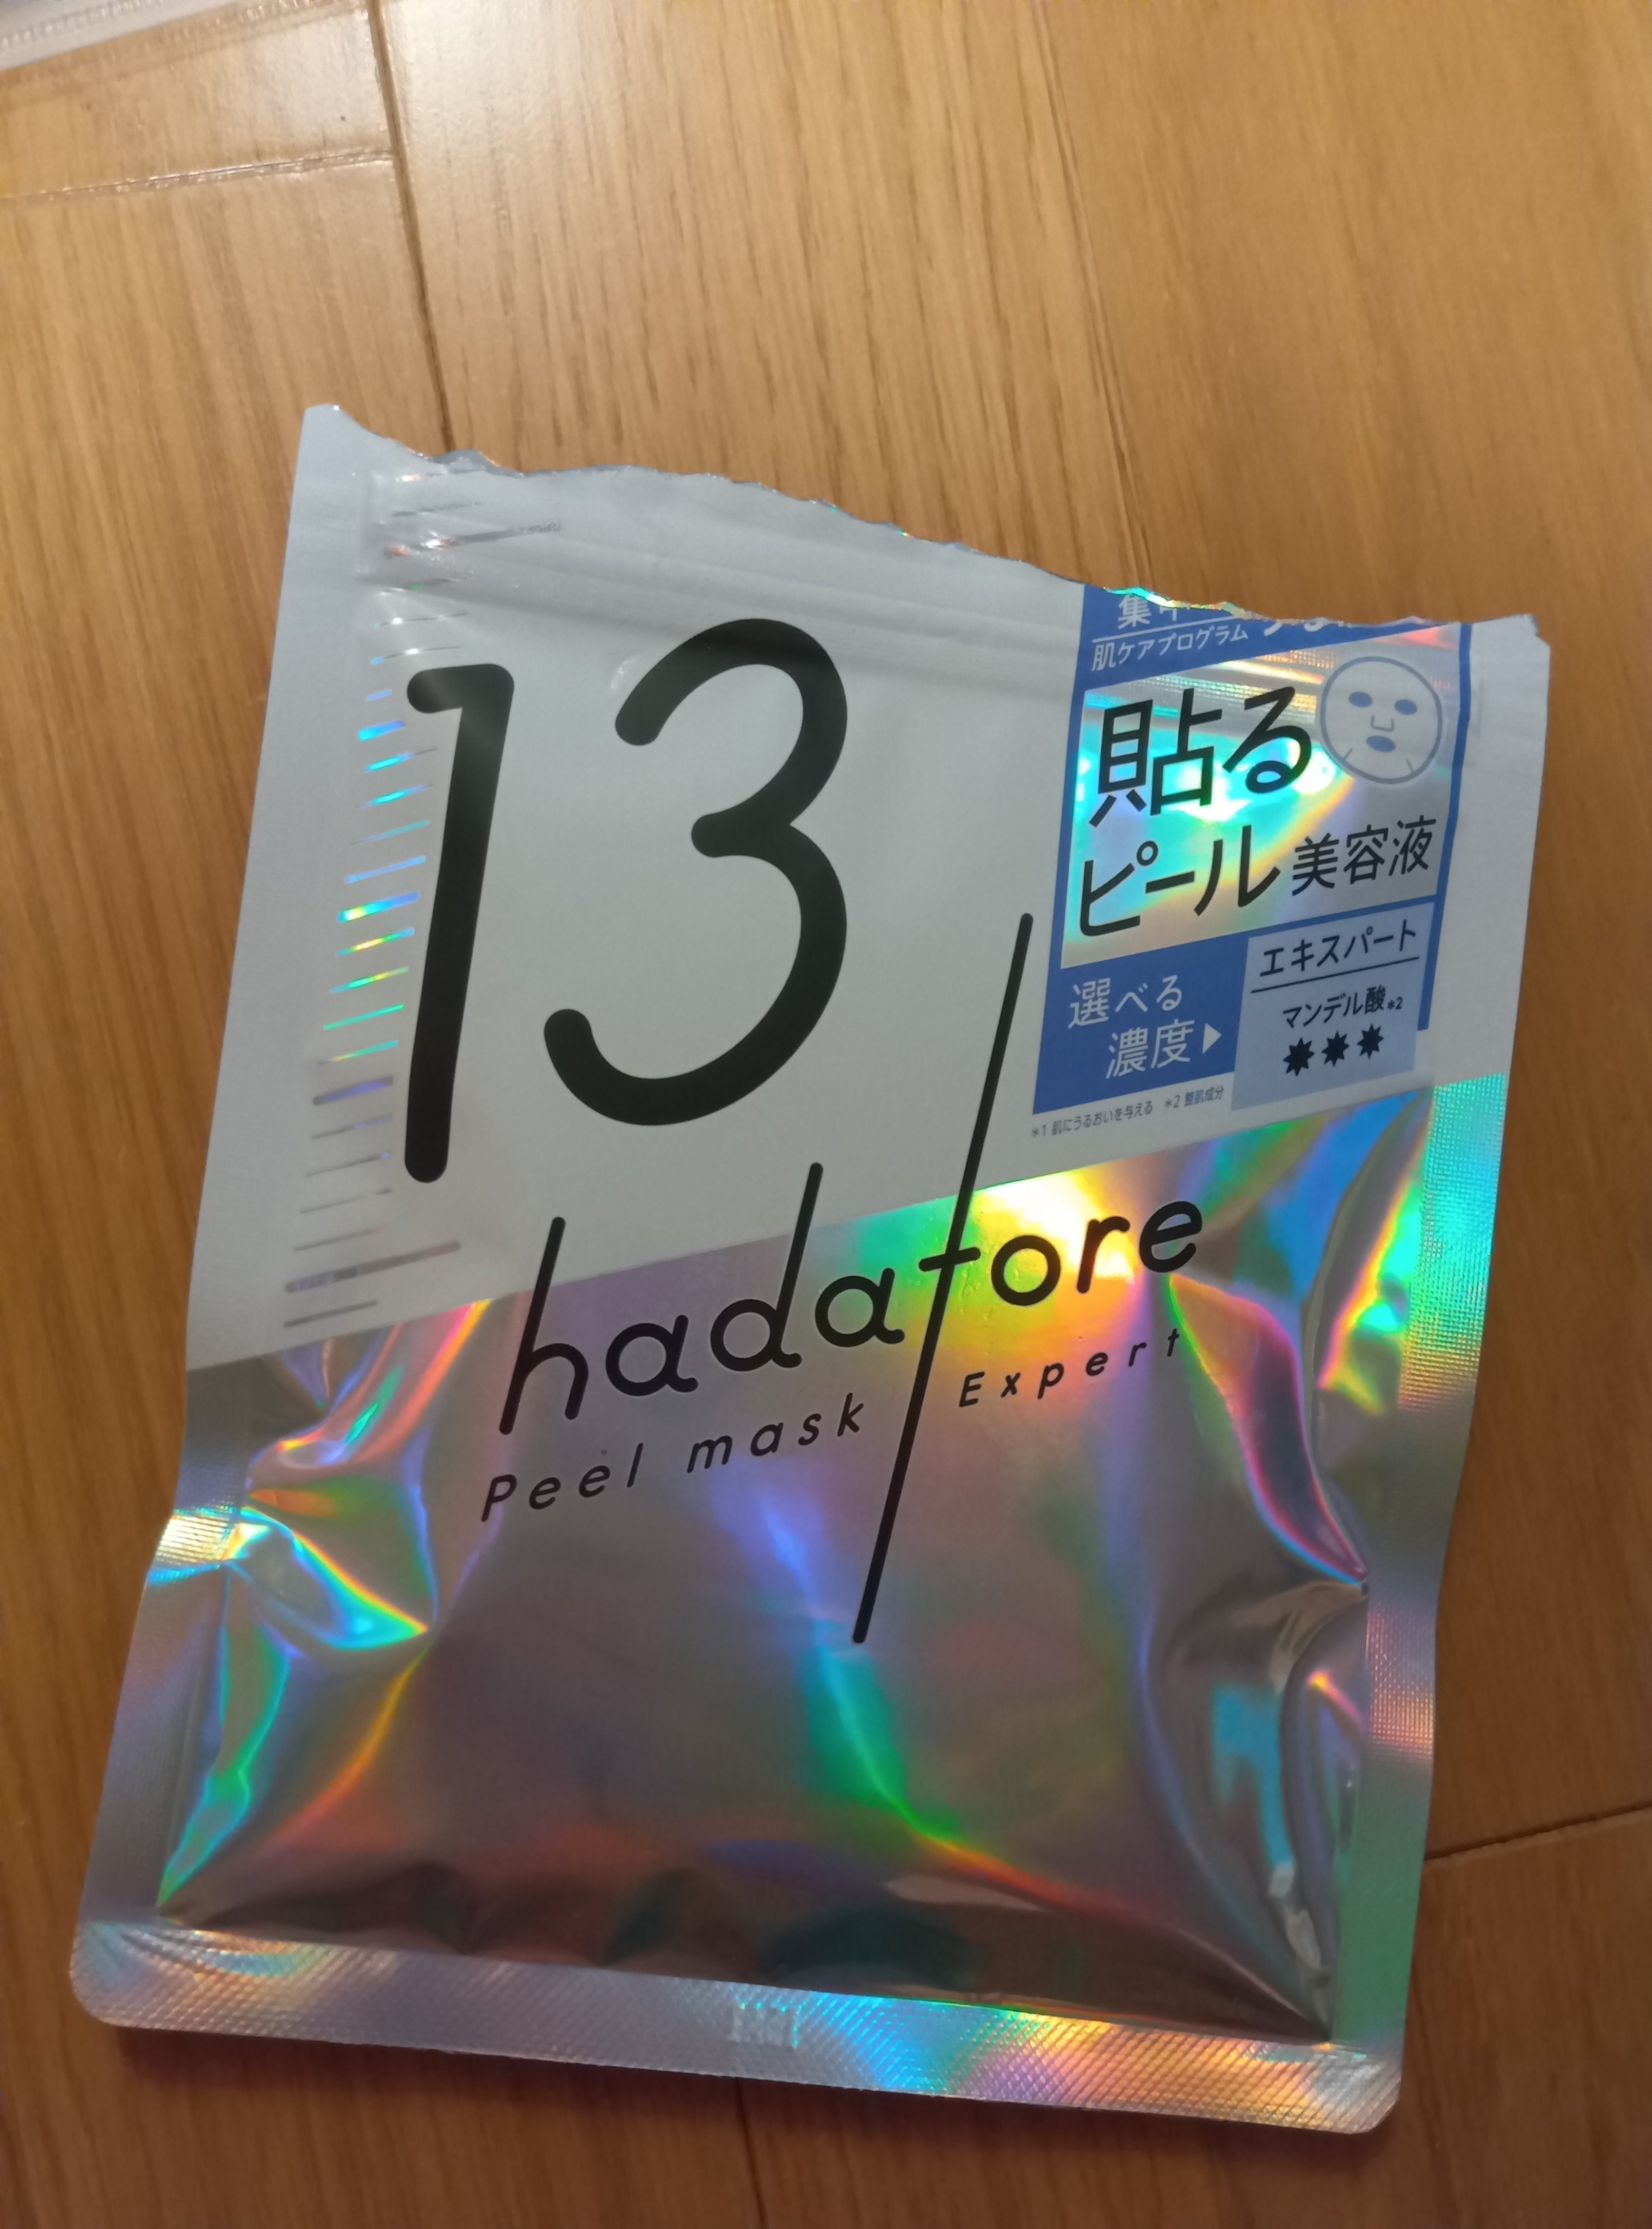 13
肌ケアプログラム
貼る
ピール美容液
選べる
濃度▶
エキスパート
マンデル酸*2
*1 肌にうるおいを与える *2 整肌成分
hadafore
Peel mask Expert